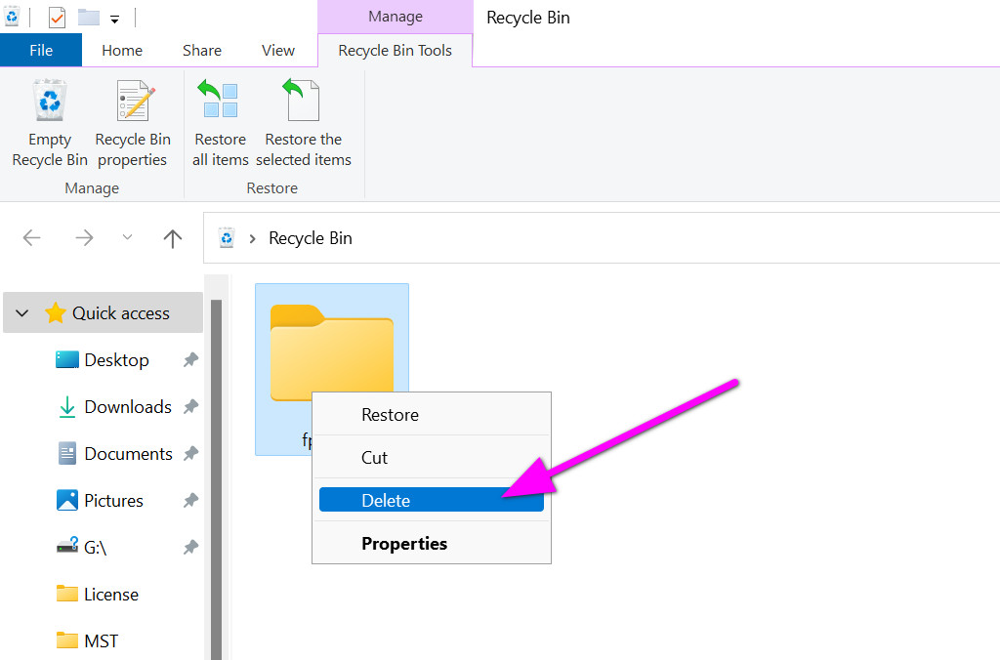 Manage
Recycle Bin
File
Home
Share
View
Recycle Bin Tools
Empty
Recycle Bin
Recycle Bin
properties
Manage
Restore
all items
Restore the
selected items
Restore
Recycle Bin
Quick access
Desktop
Downloads
Documents
Pictures
G:\
License
MST
Restore
Cut
Delete
Properties